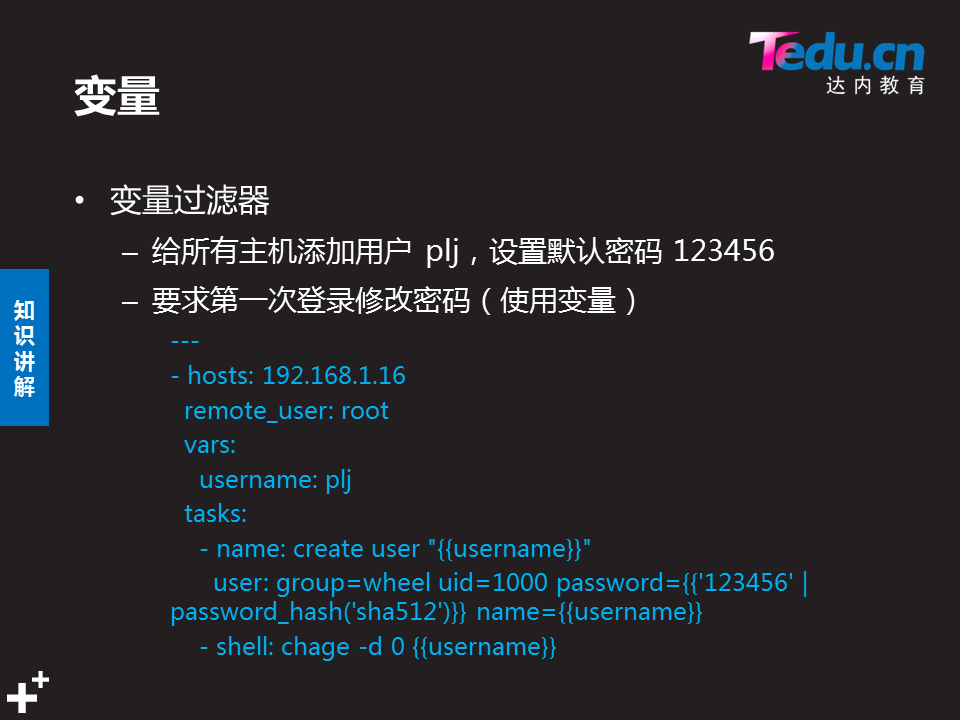 Tedu.cn
达内教育
变量
• 变量过滤器
– 给所有主机添加用户 plj，设置默认密码 123456
– 要求第一次登录修改密码（使用变量）
知
识
讲
解
---
- hosts: 192.168.1.16
remote_user: root
vars:
username: plj
tasks:
- name: create user "{{username}}"
user: group=wheel uid=1000 password={{'123456' |
password_hash('sha512')}} name={{username}}
- shell: chage -d 0 {{username}}